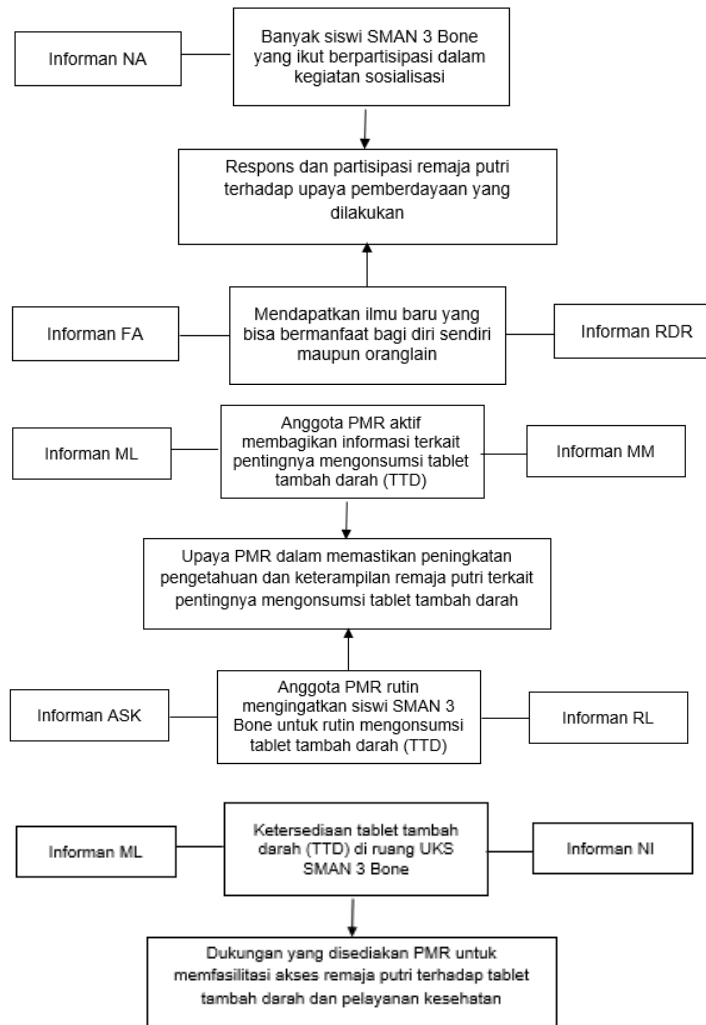 Informan NA
Banyak siswi SMAN 3 Bone
yang ikut berpartisipasi dalam
kegiatan sosialisasi
Respons dan partisipasi remaja putri
terhadap upaya pemberdayaan yang
dilakukan
Informan FA
Mendapatkan ilmu baru yang
bisa bermanfaat bagi diri sendiri
maupun oranglain
Informan RDR
Informan ML
Anggota PMR aktif
membagikan informasi terkait
pentingnya mengonsumsi tablet
tambah darah (TTD)
Informan MM
Upaya PMR dalam memastikan peningkatan
pengetahuan dan keterampilan remaja putri terkait
pentingnya mengonsumsi tablet tambah darah
Informan ASK
Anggota PMR rutin
mengingatkan siswi SMAN 3
Bone untuk rutin mengonsumsi
tablet tambah darah (TTD)
Informan RL
Informan ML
Ketersediaan tablet tambah
darah (TTD) di ruang UKS
SMAN 3 Bone
Informan NI
Dukungan yang disediakan PMR untuk
memfasilitasi akses remaja putri terhadap tablet
tambah darah dan pelayanan kesehatan